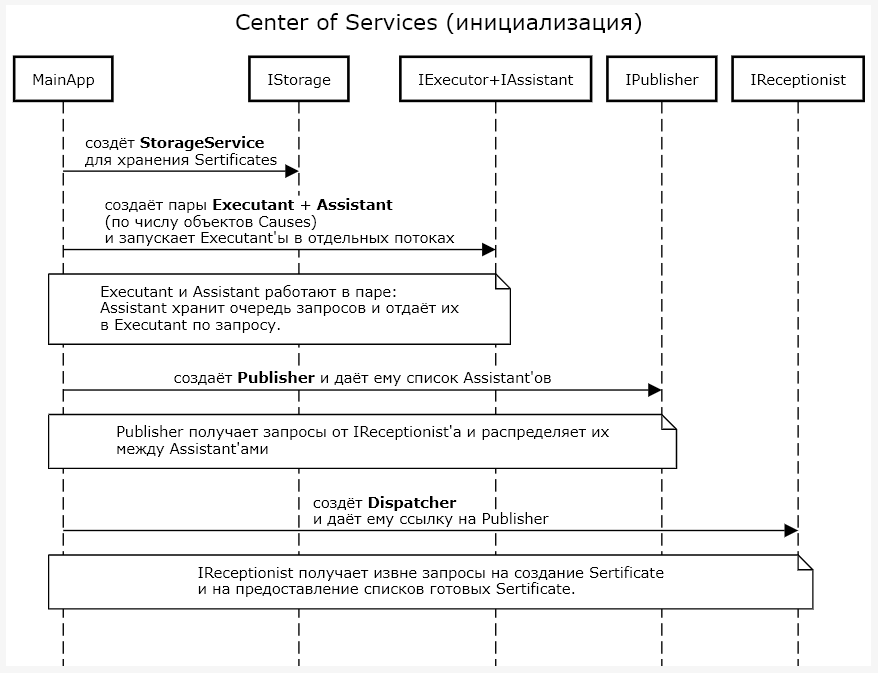 Center of Services (инициализация)
MainApp
IStorage
IExecutor+IAssistant
IPublisher
IReceptionist
создёт StorageService
для хранения Sertificates
создаёт пары Executant + Assistant
(по числу объектов Causes)
и запускает Executant'ы в отдельных потоках
Executant и Assistant работают в паре:
Assistant хранит очередь запросов и отдаёт их
в Executant по запросу.
создаёт Publisher и даёт ему список Assistant'ов
Publisher получает запросы от IReceptionist'а и распределяет их
между Assistant'ами
создёт Dispatcher
и даёт ему ссылку на Publisher
IReceptionist получает извне запросы на создание Sertificate
и на предоставление списков готовых Sertificate.